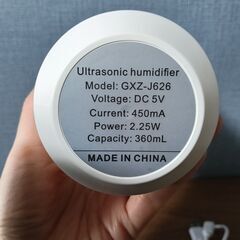 Ultrasonic humidifier
Model: GXZ-J626
Voltage: DC 5V
Current: 450mA
Power: 2.25W
Capacity: 360mL
MADE IN CHINA